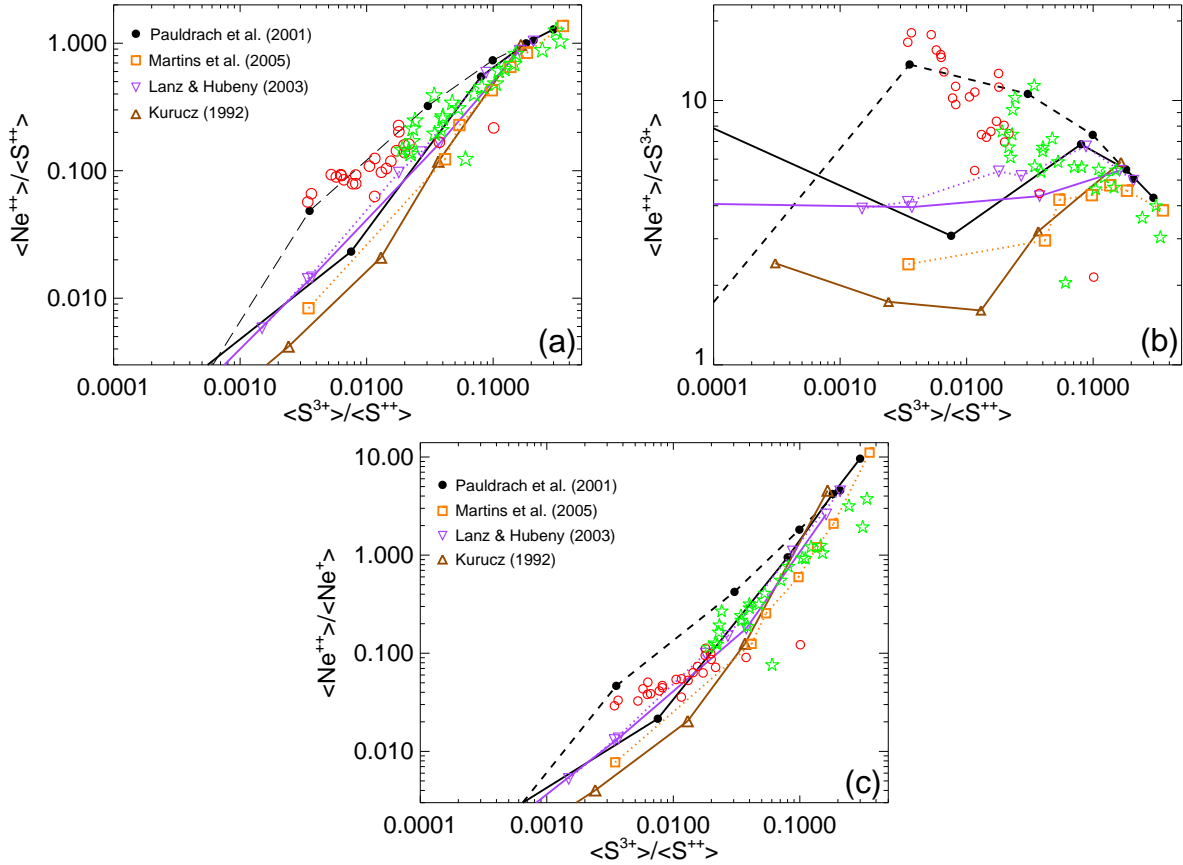 1.000
0.100
0.010
<Ne++>/<S++>
Pauldrach et al. (2001)
Martins et al. (2005)
Lanz & Hubeny (2003)
Kurucz (1992)
(a)
0.0001 0.0010 0.0100 0.1000
<S3+>/<S++>
10
1
<Ne++>/<S3+>
(b)
0.0001 0.0010 0.0100 0.1000
<S3+>/<S++>
10.00
1.000
0.100
0.010
<Ne++>/<Ne+>
Pauldrach et al. (2001)
Martins et al. (2005)
Lanz & Hubeny (2003)
Kurucz (1992)
(c)
0.0001 0.0010 0.0100 0.1000
<S3+>/<S++>